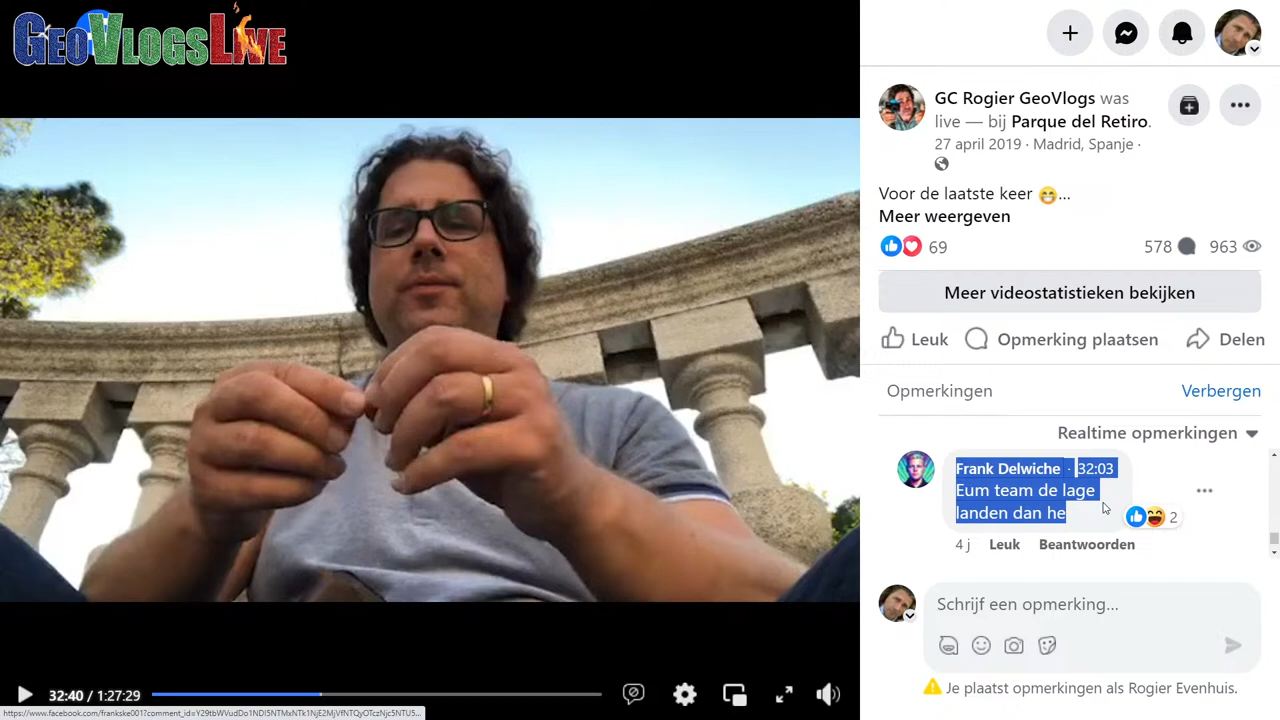 GEOVLOGSLIVE
GC Rogier GeoVlogs was
live — bij Parque del Retiro.
27 april 2019 · Madrid, Spanje ·
Voor de laatste keer 😁...
Meer weergeven
69
578
963
Meer videostatistieken bekijken
Leuk
Opmerking plaatsen
Delen
Opmerkingen
Verbergen
Realtime opmerkingen
Frank Delwiche · 32:03
Eum team de lage
landen dan he
2
4 j
Leuk
Beantwoorden
Schrijf een opmerking...
Je plaatst opmerkingen als Rogier Evenhuis.
32:40 / 1:27:29